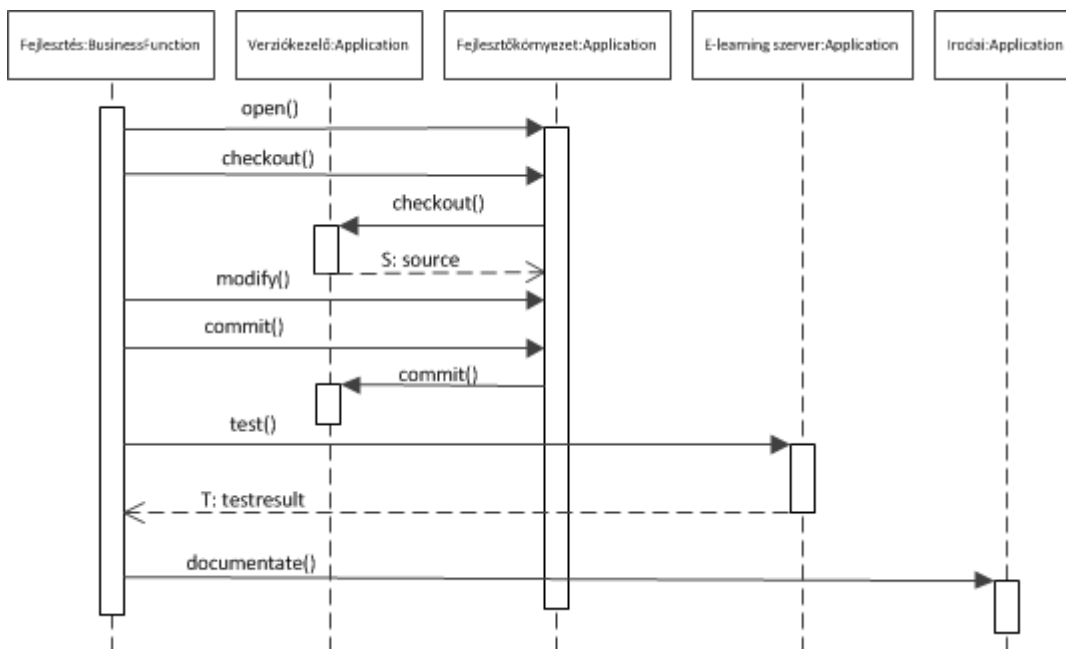 Fejlesztés:BusinessFunction
Verziókezelő:Application
Fejlesztőkörnyezet:Application
E-learning szerver:Application
Irodai:Application
open()
checkout()
checkout()
S: source
modify()
commit()
commit()
test()
T: testresult
documentate()